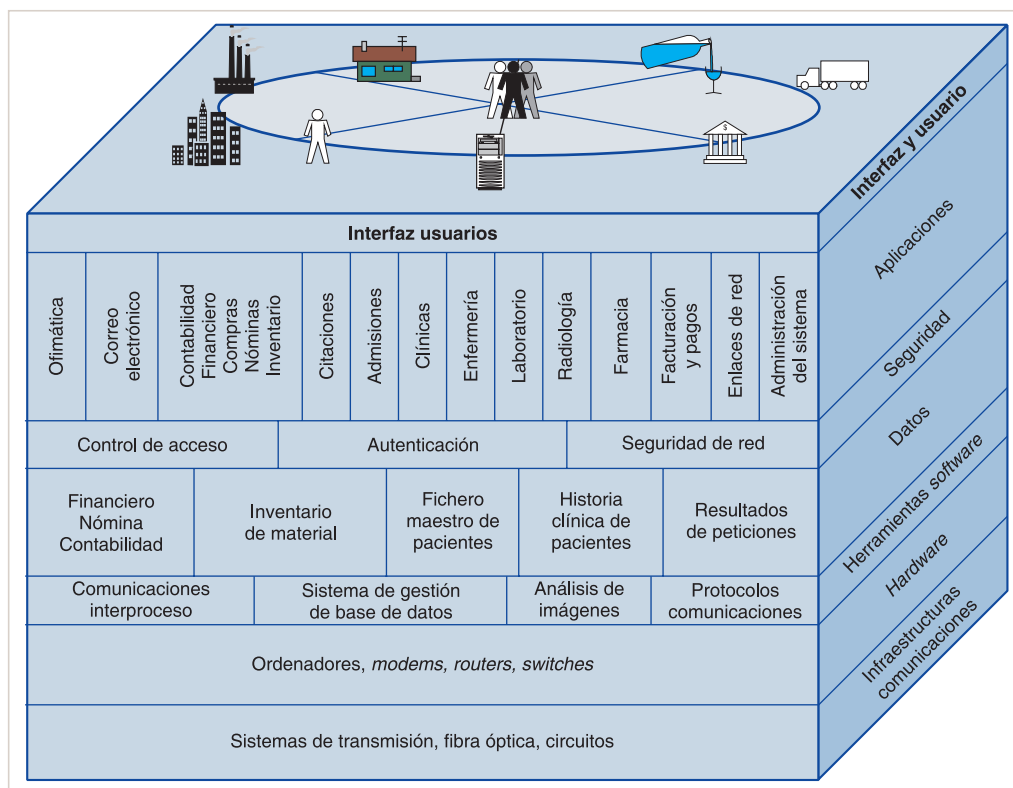 $
Interfaz y usuario
Interfaz usuarios
Ofimática
Correo
electrónico
Contabilidad
Financiero
Compras
Nóminas
Inventario
Citaciones
Admisiones
Clínicas
Enfermería
Laboratorio
Radiología
Farmacia
Facturación
y pagos
Enlaces de red
Administración
del sistema
Aplicaciones
Control de acceso
Autenticación
Seguridad de red
Seguridad
Financiero
Nómina
Contabilidad
Inventario
de material
Fichero
maestro de
pacientes
Historia
clínica de
pacientes
Resultados
de peticiones
Datos
Comunicaciones
interproceso
Sistema de gestión
de base de datos
Análisis de
imágenes
Protocolos
comunicaciones
Herramientas software
Ordenadores, modems, routers, switches
Hardware
Sistemas de transmisión, fibra óptica, circuitos
Infraestructuras
comunicaciones